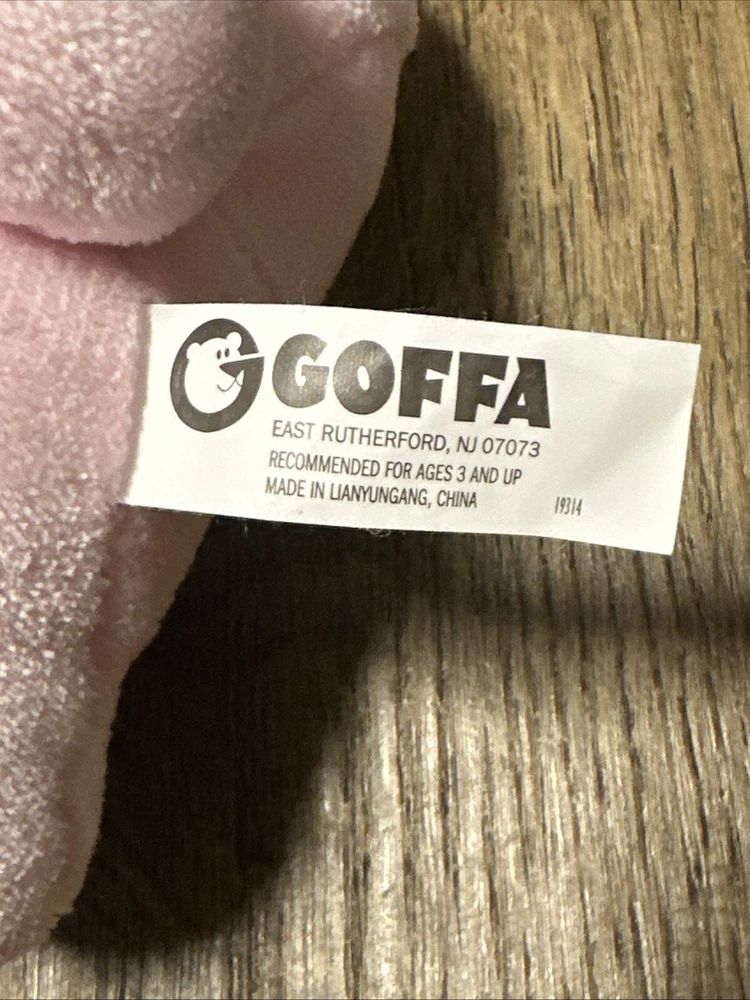 GOFFA
EAST RUTHERFORD, NJ 07073
RECOMMENDED FOR AGES 3 AND UP
MADE IN LIANYUNGANG, CHINA 19314